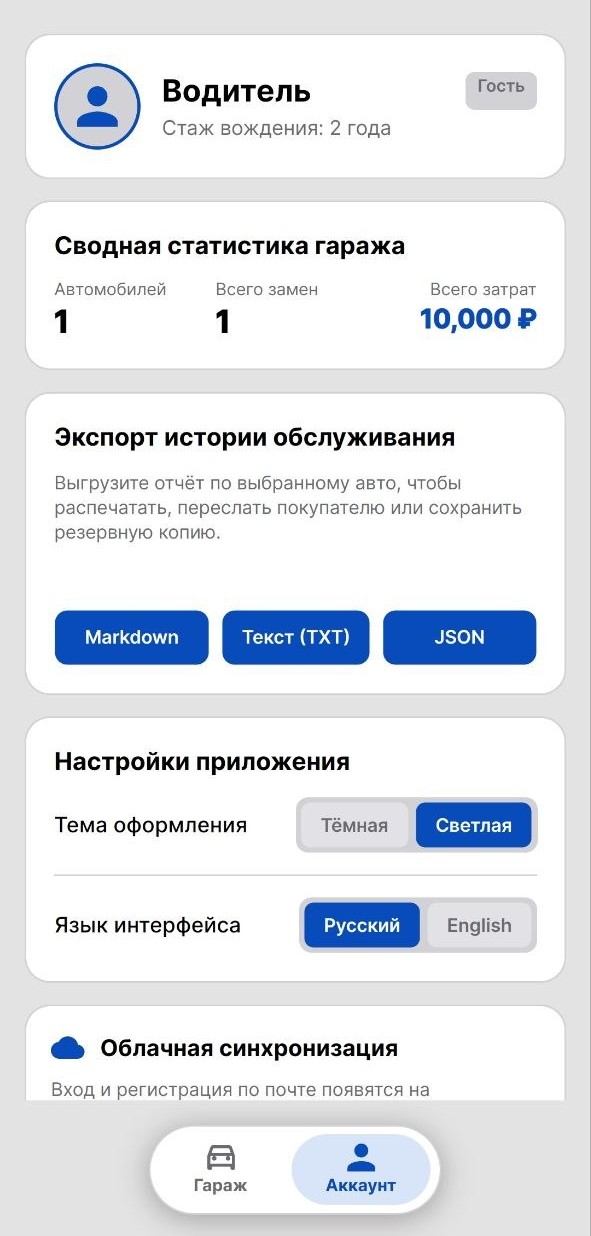 Водитель
Гость
Стаж вождения: 2 года
Сводная статистика гаража
Автомобилей
Всего замен
Всего затрат
1
1
10,000 ₽
Экспорт истории обслуживания
Выгрузите отчёт по выбранному авто, чтобы
распечатать, переслать покупателю или сохранить
резервную копию.
Markdown
Текст (TXT)
JSON
Настройки приложения
Тема оформления
Тёмная
Светлая
Язык интерфейса
Русский
English
Облачная синхронизация
Вход и регистрация по почте появятся на
Гараж
Аккаунт